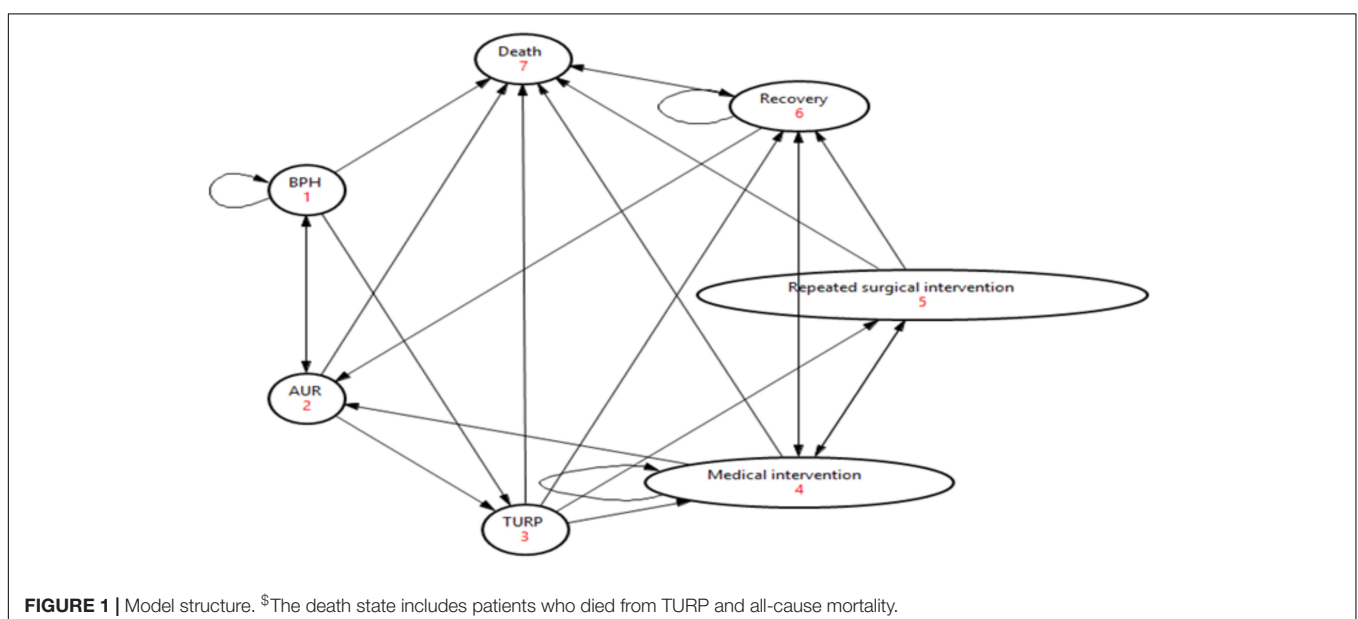 Death
7
Recovery
6
BPH
1
Repeated surgical intervention
5
AUR
2
Medical intervention
4
TURP
3
FIGURE 1 | Model structure. $The death state includes patients who died from TURP and all-cause mortality.